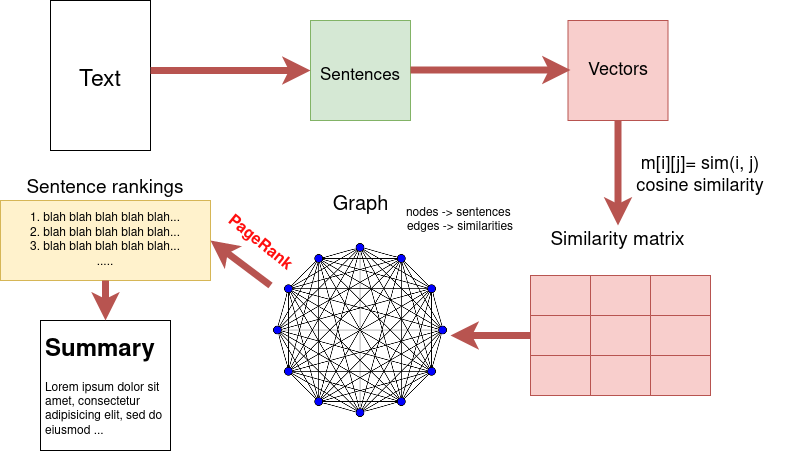 Text
Sentences
Vectors
m[i][j]= sim(i, j)
cosine similarity
Similarity matrix
Graph
nodes -> sentences
edges -> similarities
PageRank
Sentence rankings
1. blah blah blah blah blah...
2. blah blah blah blah blah...
3. blah blah blah blah blah...
.....
Summary
Lorem ipsum dolor sit
amet, consectetur
adipisicing elit, sed do
eiusmod ...